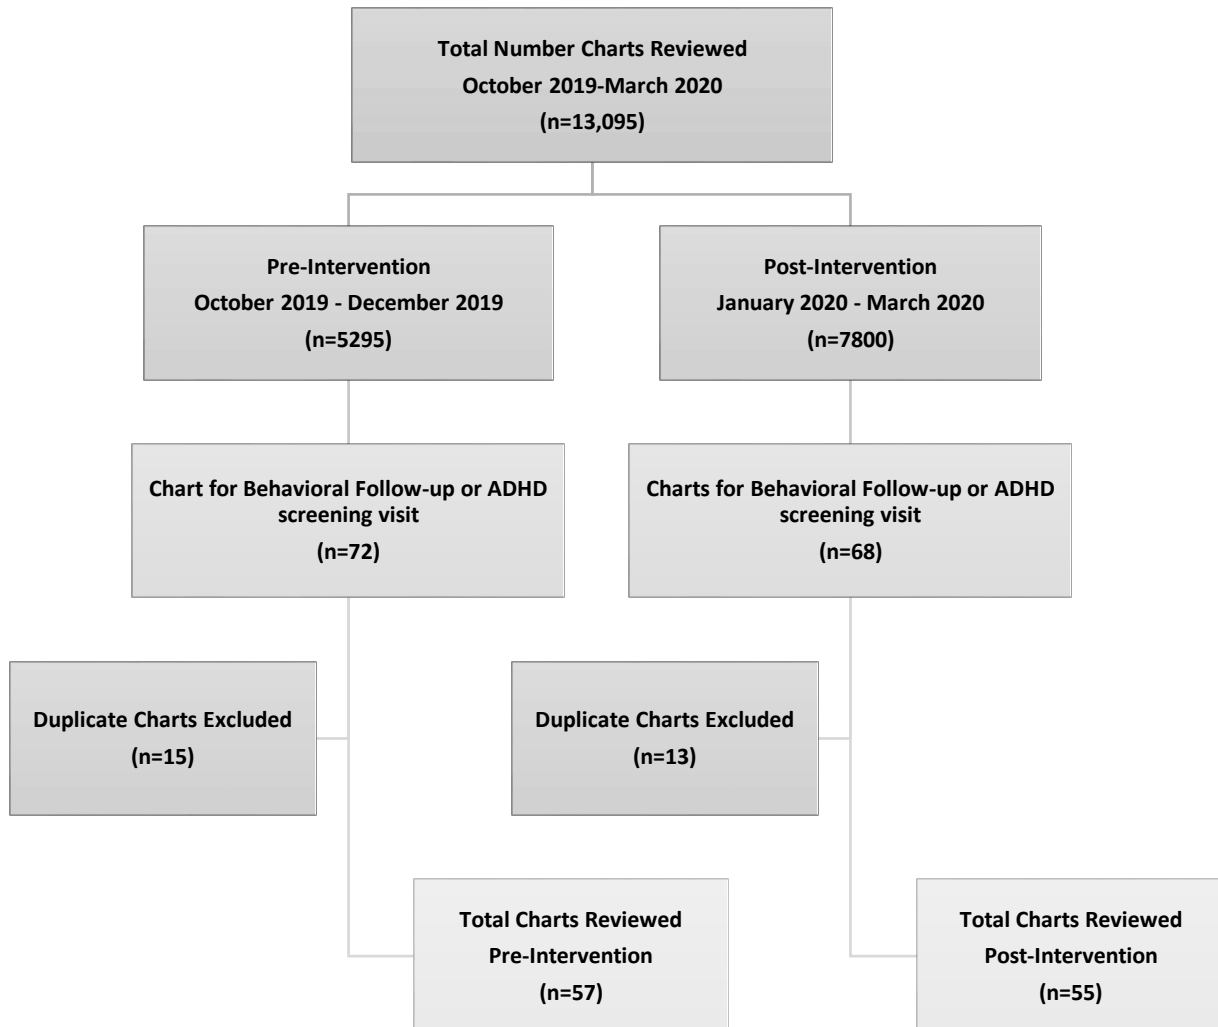 Total Number Charts Reviewed
October 2019-March 2020
(n=13,095)
Pre-Intervention
October 2019 - December 2019
(n=5295)
Post-Intervention
January 2020 - March 2020
(n=7800)
Chart for Behavioral Follow-up or ADHD
screening visit
(n=72)
Charts for Behavioral Follow-up or ADHD
screening visit
(n=68)
Duplicate Charts Excluded
(n=15)
Duplicate Charts Excluded
(n=13)
Total Charts Reviewed
Pre-Intervention
(n=57)
Total Charts Reviewed
Post-Intervention
(n=55)